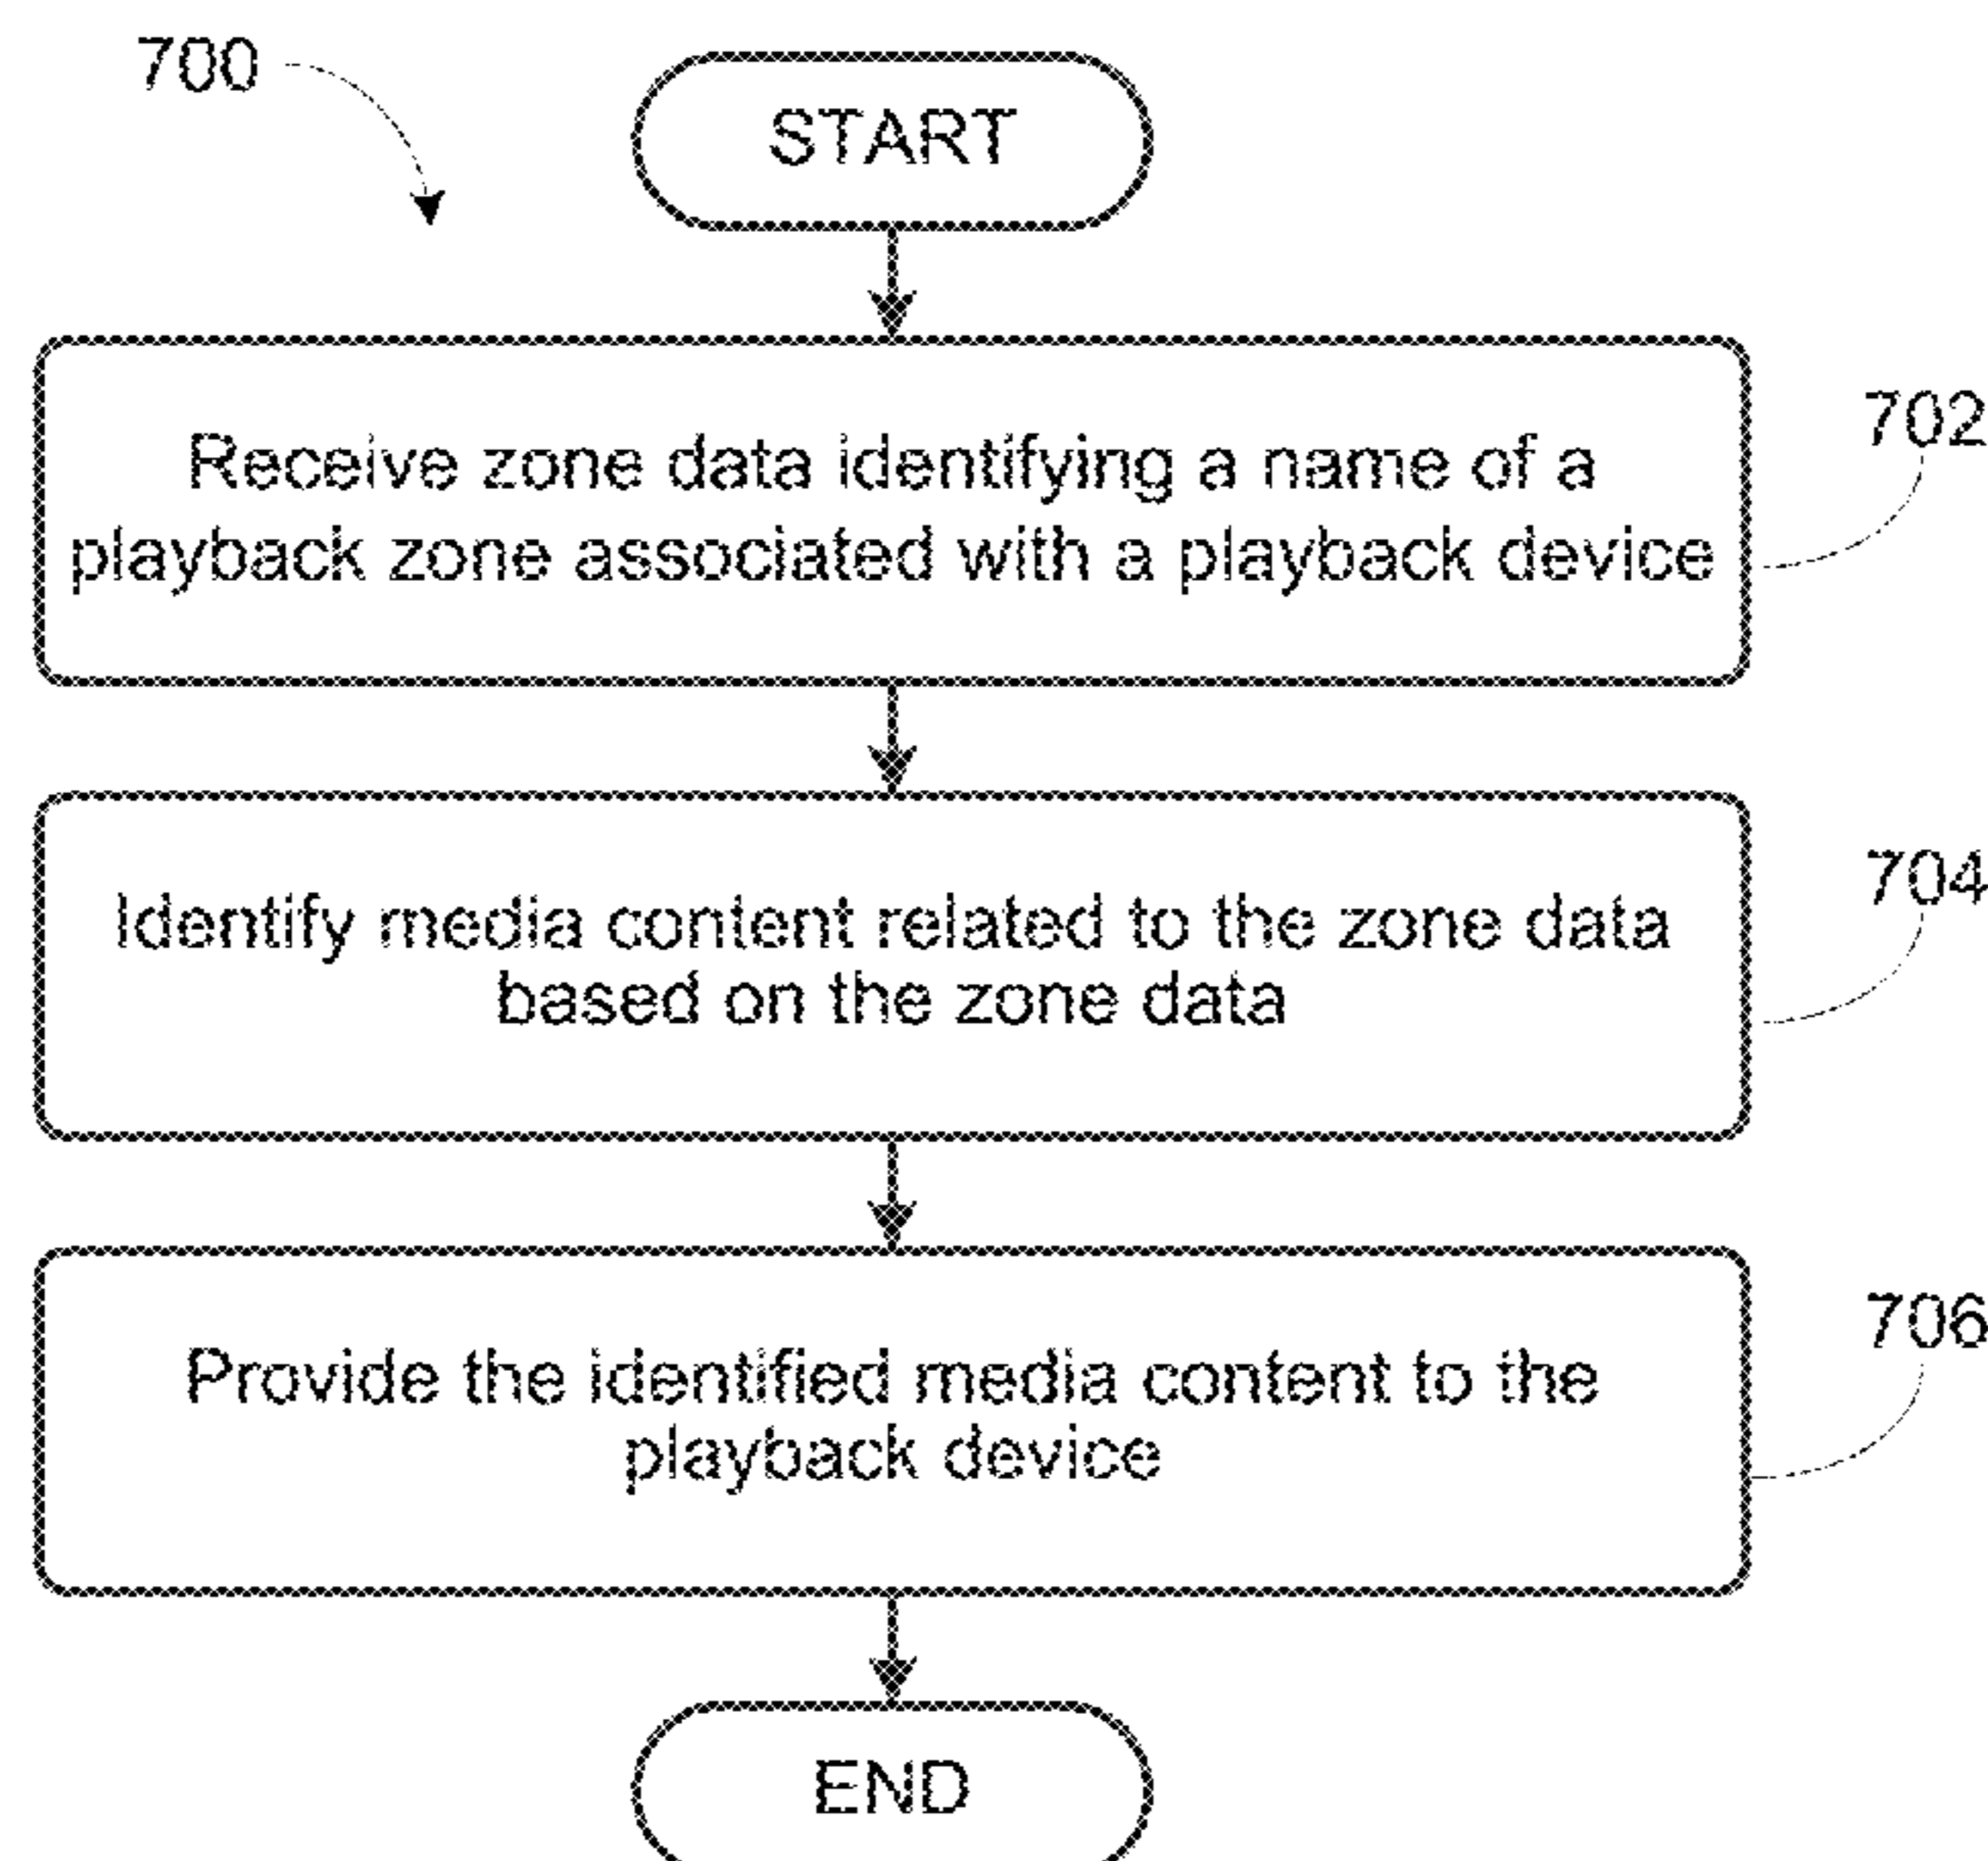 700
START
Receive zone data identifying a name of a
playback zone associated with a playback device
702
Identify media content related to the zone data
based on the zone data
704
Provide the identified media content to the
playback device
706
END